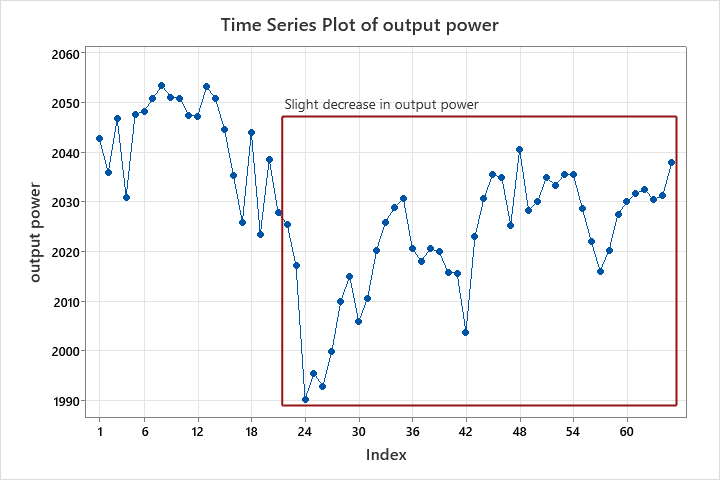 Time Series Plot of output power
2060
2050
2040
2030
2020
2010
2000
1990
output power
Slight decrease in output power
1 6 12 18 24 30 36 42 48 54 60
Index